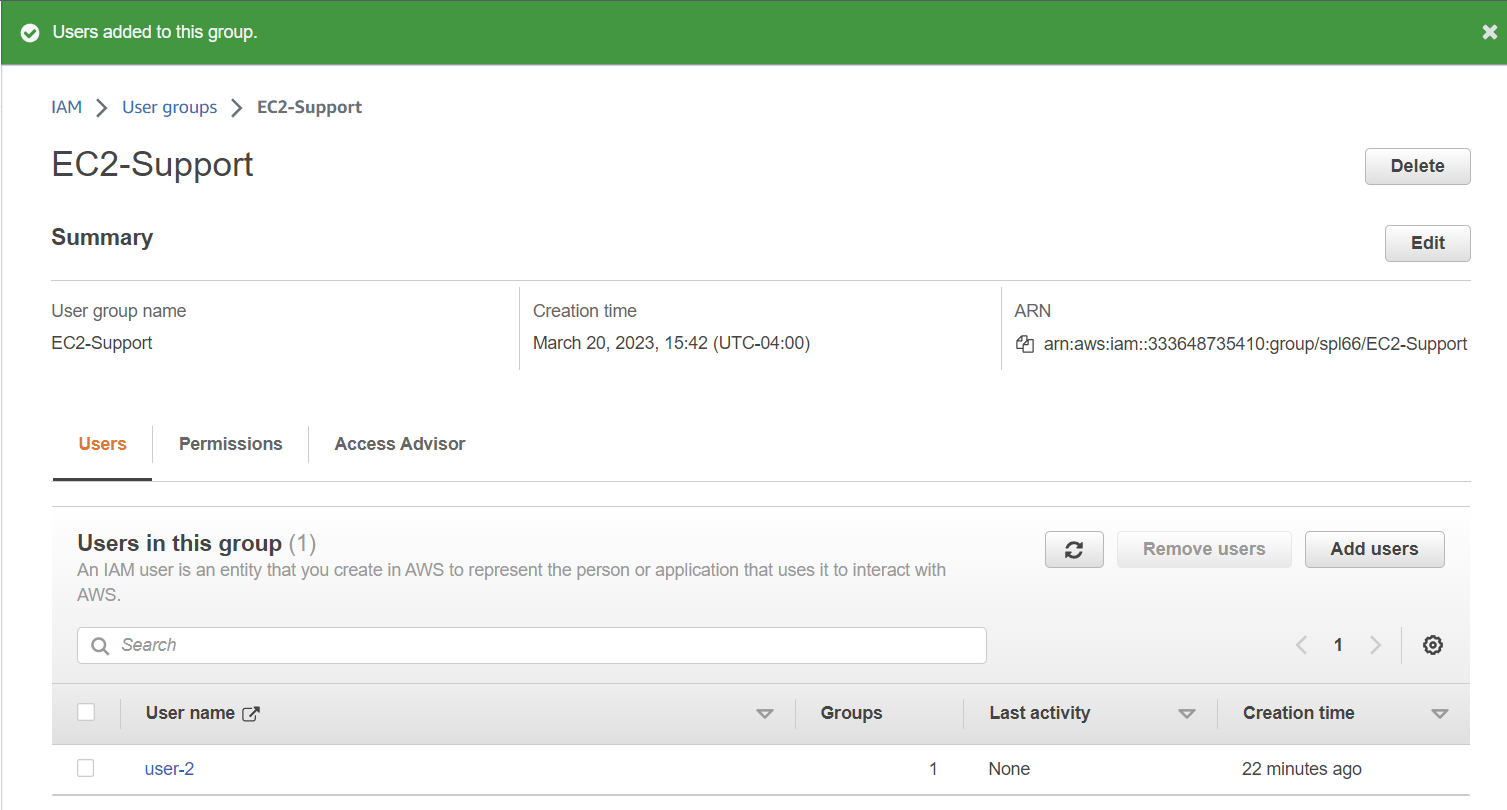 Users added to this group.
IAM User groups EC2-Support
EC2-Support
Delete
Summary
Edit
User group name
EC2-Support
Creation time
March 20, 2023, 15:42 (UTC-04:00)
ARN
arn:aws:iam::333648735410:group/spl66/EC2-Support
Users Permissions Access Advisor
Users in this group (1)
An IAM user is an entity that you create in AWS to represent the person or application that uses it to interact with
AWS.
Remove users
Add users
Search
1
User name Groups Last activity Creation time
user-2 1 None 22 minutes ago